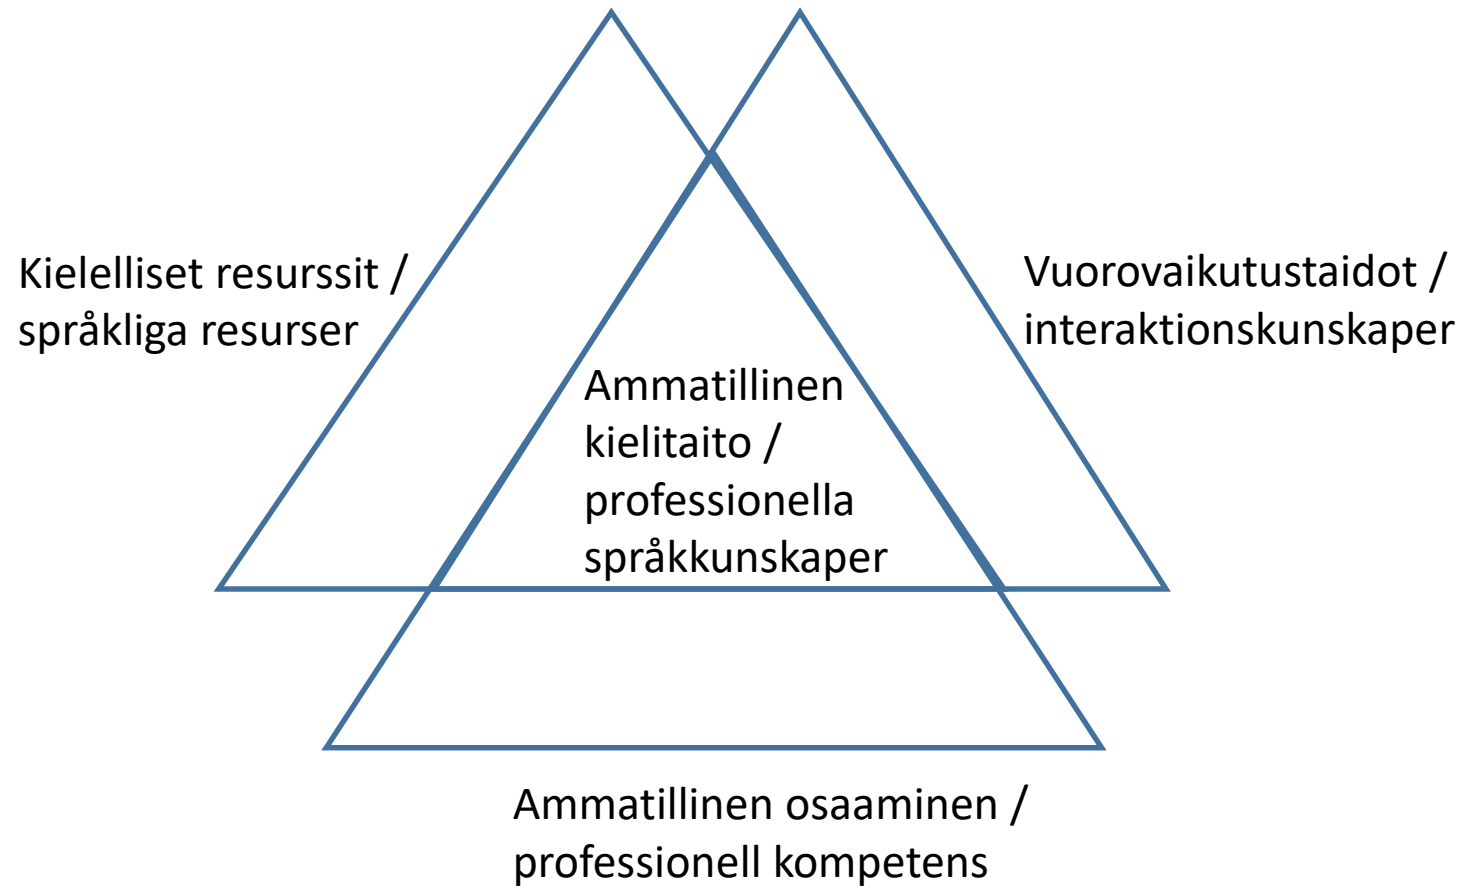 Kielelliset resurssit /
språkliga resurser
Vuorovaikutustaidot /
interaktionskunskaper
Ammatillinen
kielitaito /
professionella
språkkunskaper
Ammatillinen osaaminen /
professionell kompetens